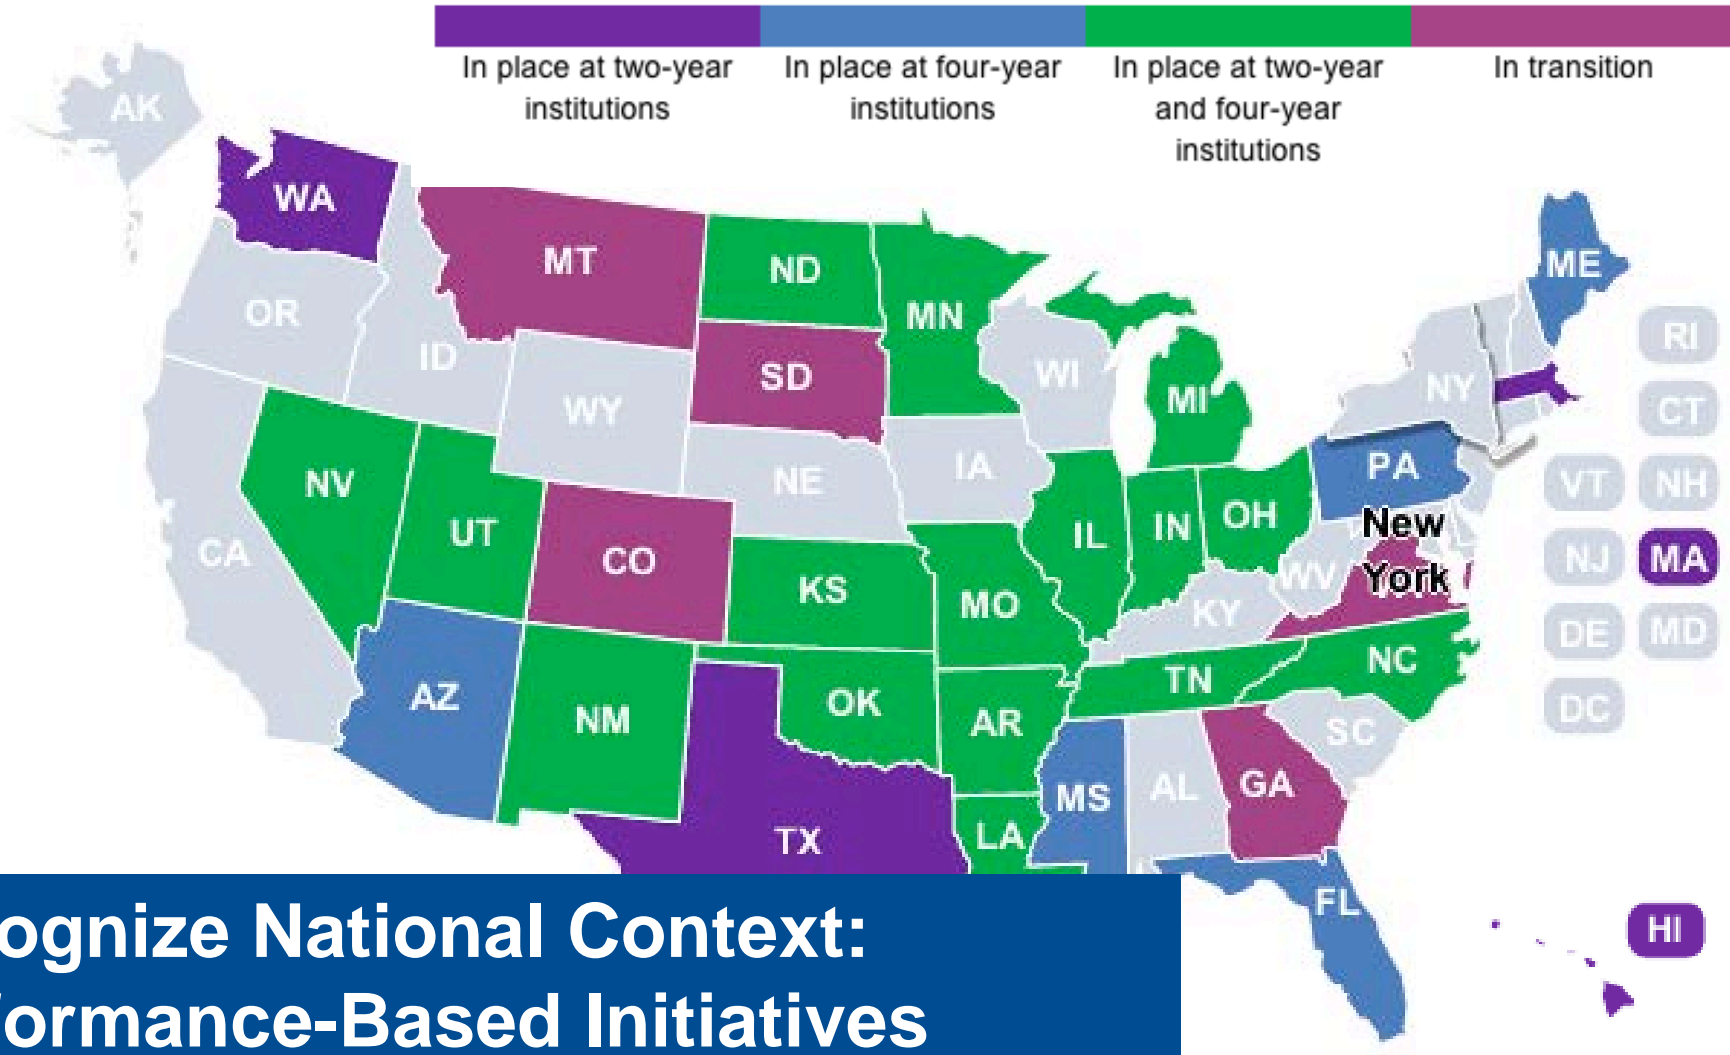 In place at two-year
institutions
In place at four-year
institutions
In place at two-year
and four-year
institutions
In transition
AK
WA
MT
ND
MN
ME
OR
ID
SD
WI
MI
NY
RI
WY
CT
NV
UT
NE
IA
PA
VT
NH
CO
IL
IN
OH
New
York
CA
KS
MO
WV
NJ
MA
KY
DE
MD
AZ
NM
OK
AR
TN
NC
DC
TX
LA
MS
AL
GA
SC
FL
HI
ognize National Context:
formance-Based Initiatives